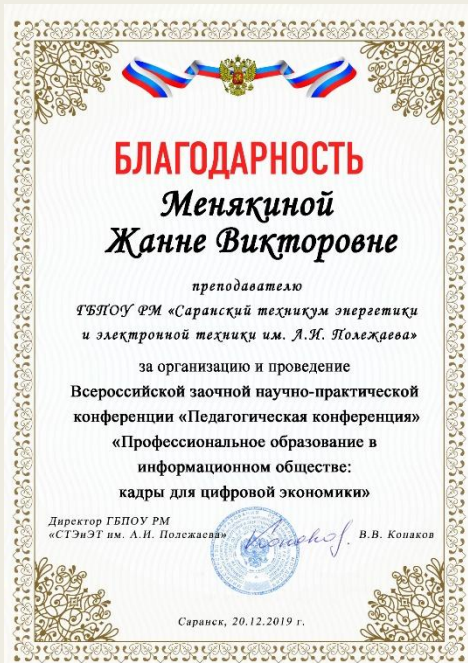 БЛАГОДАРНОСТЬ
Менякиной
Жанне Викторовне
преподавателю
ГБПОУ РМ «Саранский техникум энергетики
и электронной техники им. А.И. Полежаева»
за организацию и проведение
Всероссийской заочной научно-практической
конференции «Педагогическая конференция»
«Профессиональное образование в
информационном обществе:
кадры для цифровой экономики»
Директор ГБПОУ РМ
«СТЭиЭТ им. А.И. Полежаева» В.В. Конаков
Саранск, 20.12.2019 г.